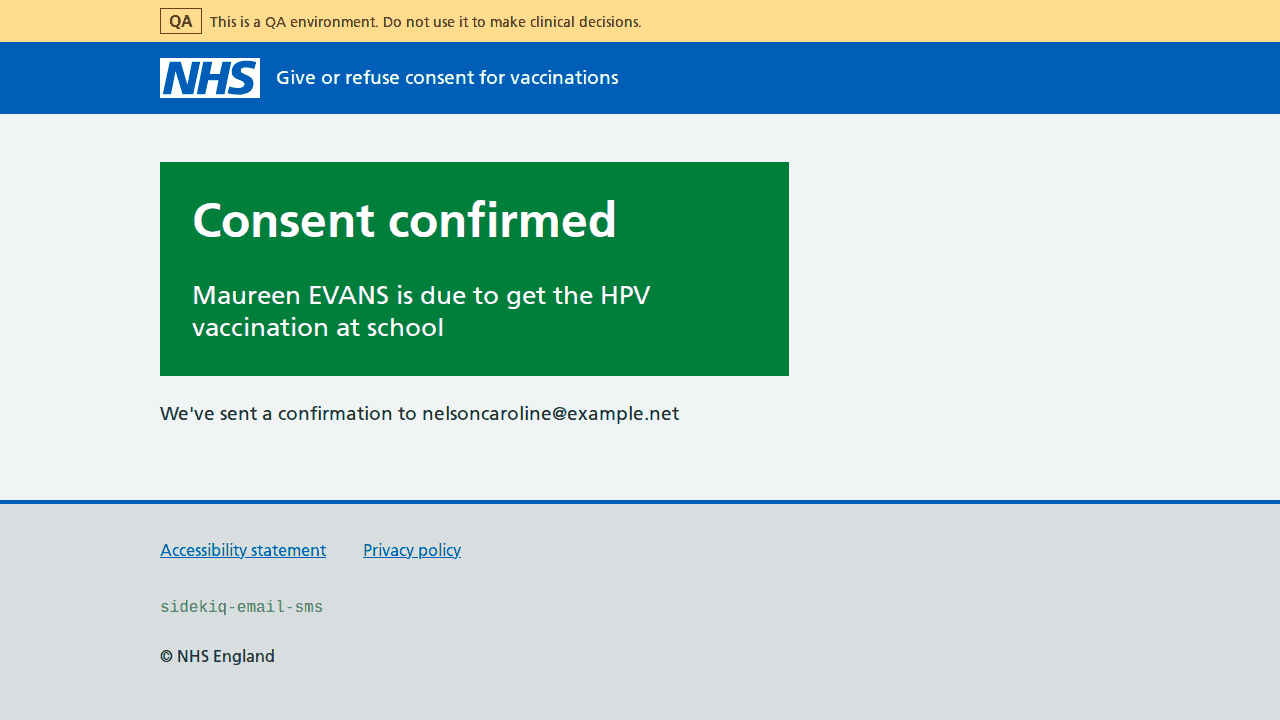 QA This is a QA environment. Do not use it to make clinical decisions.
NHS Give or refuse consent for vaccinations
Consent confirmed
Maureen EVANS is due to get the HPV
vaccination at school
We've sent a confirmation to nelsoncaroline@example.net
Accessibility statement Privacy policy
sidekiq-email-sms
© NHS England